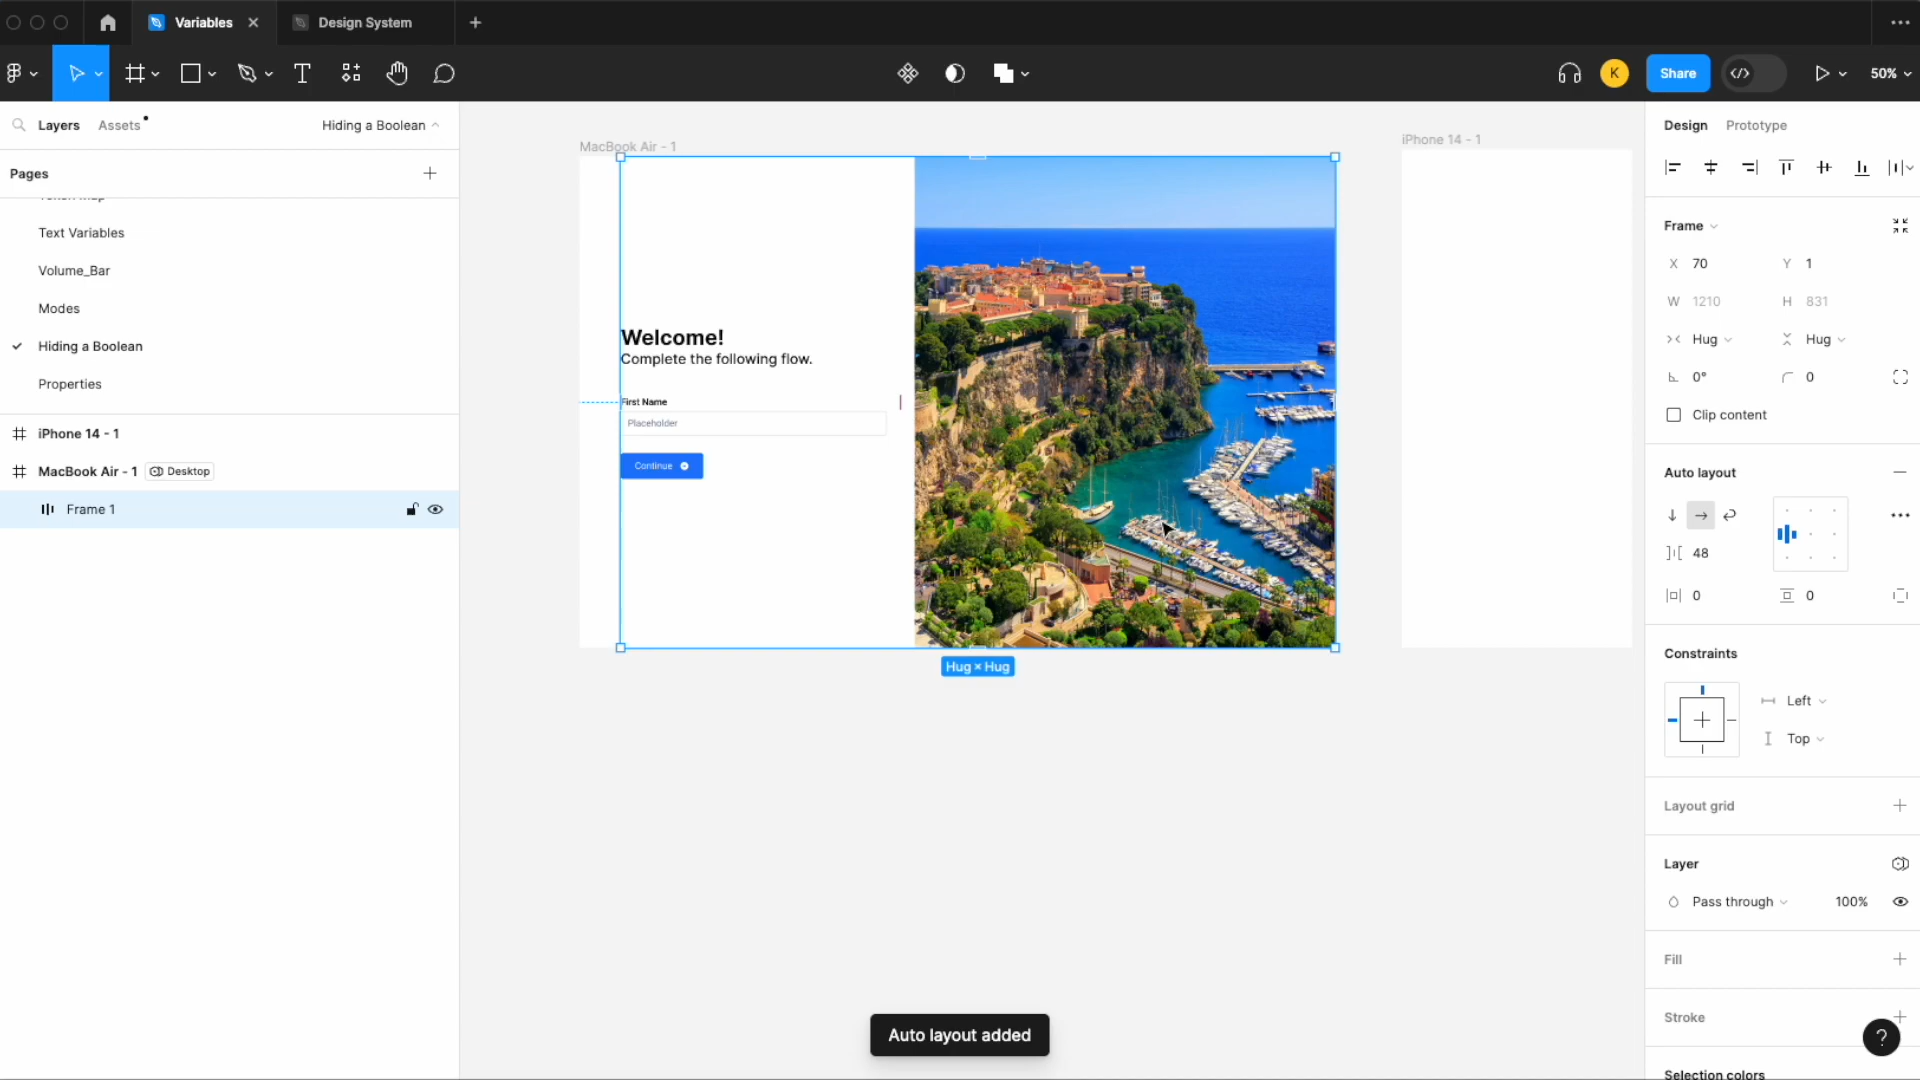 Variables
Design System
K
Share
50%
Layers
Assets
Hiding a Boolean
Pages
Text Variables
Volume_Bar
Modes
Hiding a Boolean
Properties
iPhone 14 - 1
MacBook Air - 1
Desktop
Frame 1
MacBook Air - 1
iPhone 14 - 1
Welcome!
Complete the following flow.
First Name
Placeholder
Continue
Hug × Hug
Auto layout added
Design
Prototype
Frame
X 70
Y 1
W 1210
H 831
Hug
Hug
0°
0
Clip content
Auto layout
48
0
0
Constraints
Left
Top
Layout grid
Layer
Pass through
100%
Fill
Stroke
?
Selection colors